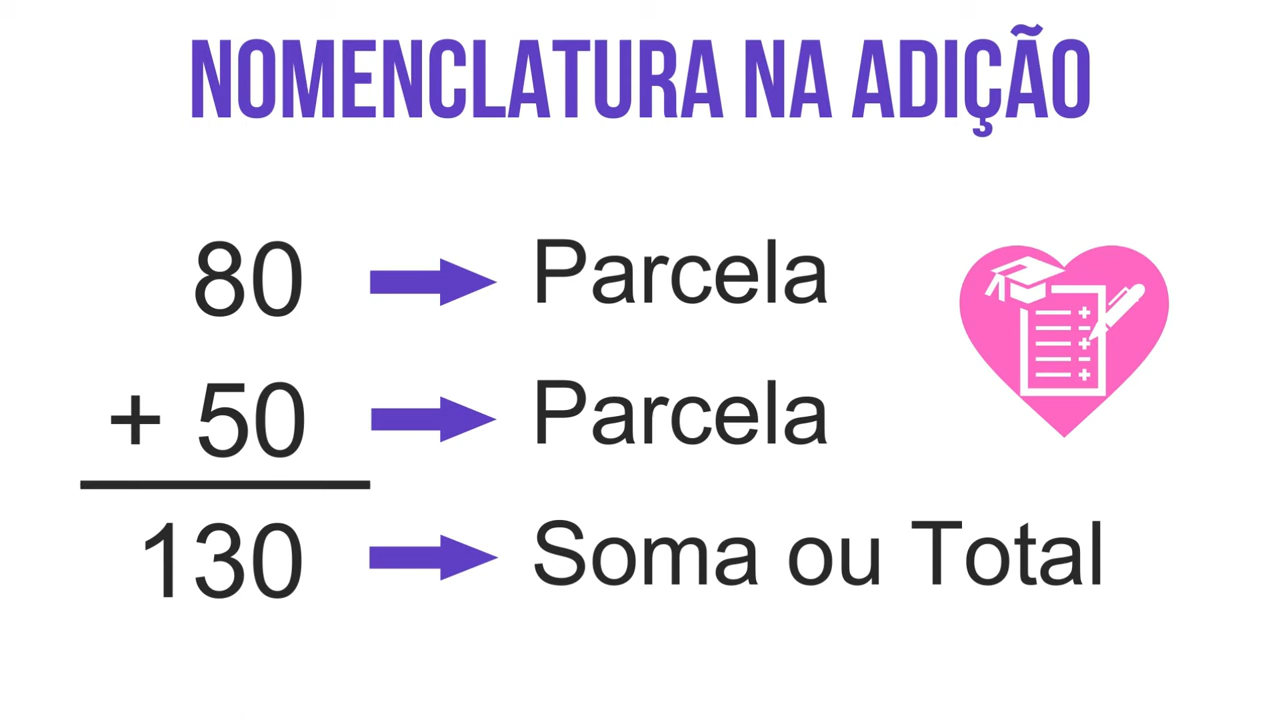 NOMENCLATURA NA ADIÇÃO
80 Parcela
+ 50 Parcela
130 Soma ou Total